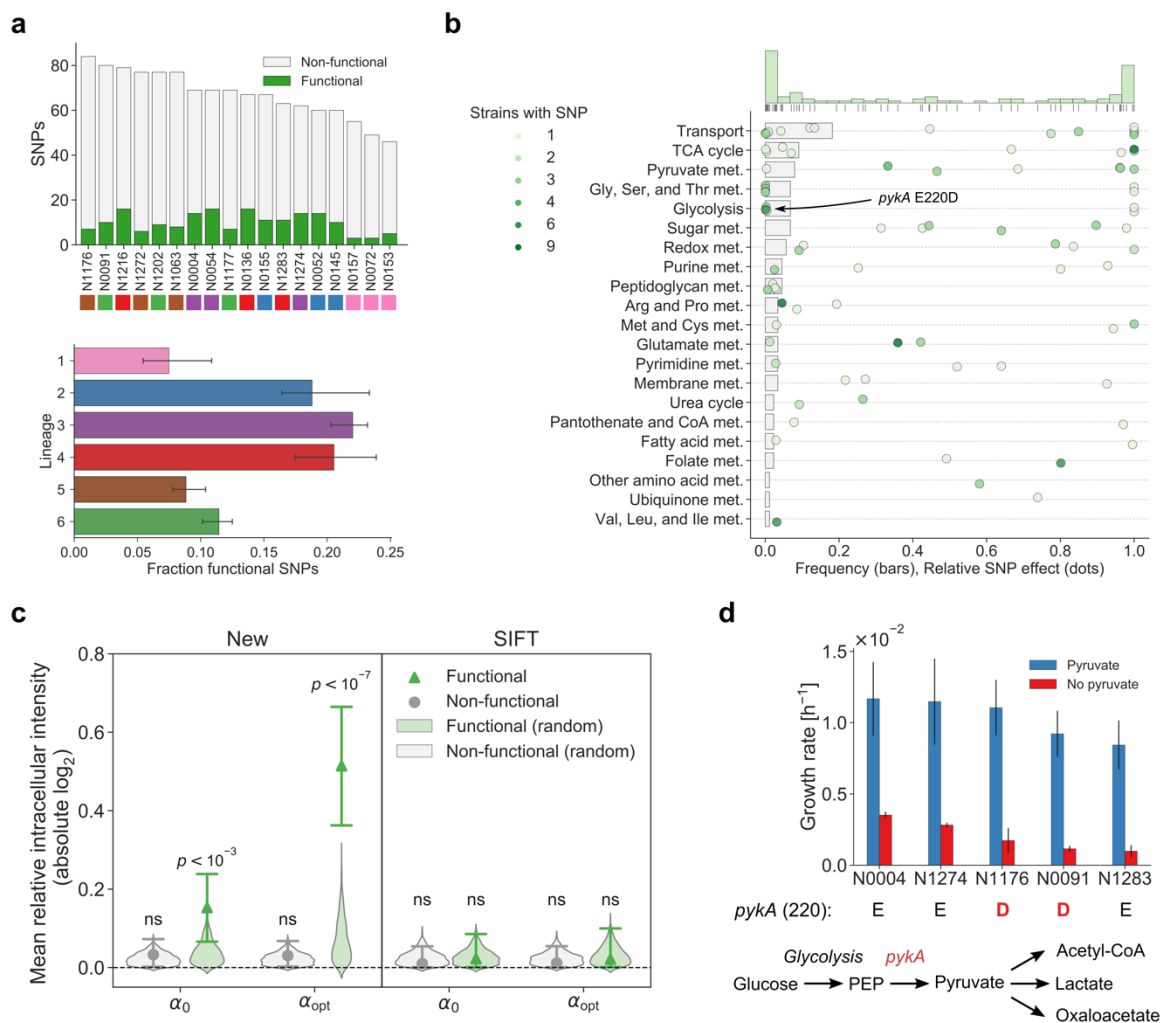 a
80
60
40
20
0
SNPs
Non-functional
Functional
N1176
N0091
N1216
N1272
N1202
N1063
N0004
N0054
N1177
N0136
N0155
N1283
N1274
N0052
N0145
N0157
N0072
N0153
Lineage
1
2
3
4
5
6
0.00 0.05 0.10 0.15 0.20 0.25
Fraction functional SNPs
b
Strains with SNP
1
2
3
4
6
9
Transport
TCA cycle
Pyruvate met.
Gly, Ser, and Thr met.
Glycolysis
Sugar met.
Redox met.
Purine met.
Peptidoglycan met.
Arg and Pro met.
Met and Cys met.
Glutamate met.
Pyrimidine met.
Membrane met.
Urea cycle
Pantothenate and CoA met.
Fatty acid met.
Folate met.
Other amino acid met.
Ubiquinone met.
Val, Leu, and Ile met.
pykA E220D
0.0 0.2 0.4 0.6 0.8 1.0
Frequency (bars), Relative SNP effect (dots)
c
New SIFT
Mean relative intracellular intensity
(absolute log₂)
0.8
0.6
0.4
0.2
0.0
p < 10⁻⁷
p < 10⁻³
ns ns ns ns ns ns
Functional
Non-functional
Functional (random)
Non-functional (random)
α₀ αopt α₀ αopt
d
×10⁻²
Growth rate [h⁻¹]
1.0
0.5
0.0
Pyruvate
No pyruvate
N0004 N1274 N1176 N0091 N1283
pykA (220): E E D D E
Glycolysis pykA
Glucose PEP Pyruvate
Acetyl-CoA
Lactate
Oxaloacetate